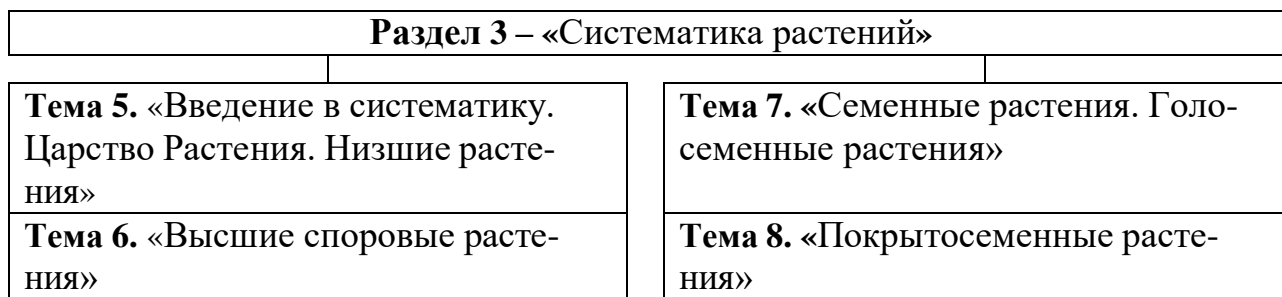 Раздел 3 – «Систематика растений»
Тема 5. «Введение в систематику.
Царство Растения. Низшие расте-
ния»
Тема 6. «Высшие споровые расте-
ния»
Тема 7. «Семенные растения. Голо-
семенные растения»
Тема 8. «Покрытосеменные расте-
ния»